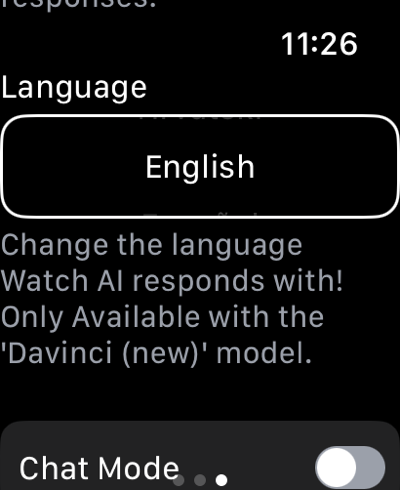 responses.
11:26
Language
English
Change the language
Watch AI responds with!
Only Available with the
'Davinci (new)' model.
Chat Mode